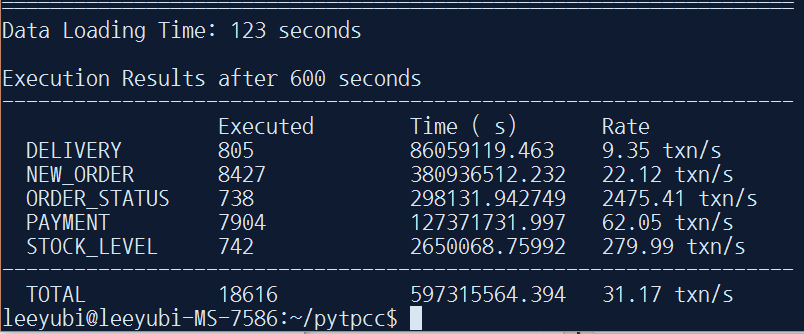 Data Loading Time: 123 seconds
Execution Results after 600 seconds
Executed Time ( s) Rate
DELIVERY 805 86059119.463 9.35 txn/s
NEW_ORDER 8427 380936512.232 22.12 txn/s
ORDER_STATUS 738 298131.942749 2475.41 txn/s
PAYMENT 7904 127371731.997 62.05 txn/s
STOCK_LEVEL 742 2650068.75992 279.99 txn/s
TOTAL 18616 597315564.394 31.17 txn/s
leeyubi@leeyubi-MS-7586:~/pytpcc$